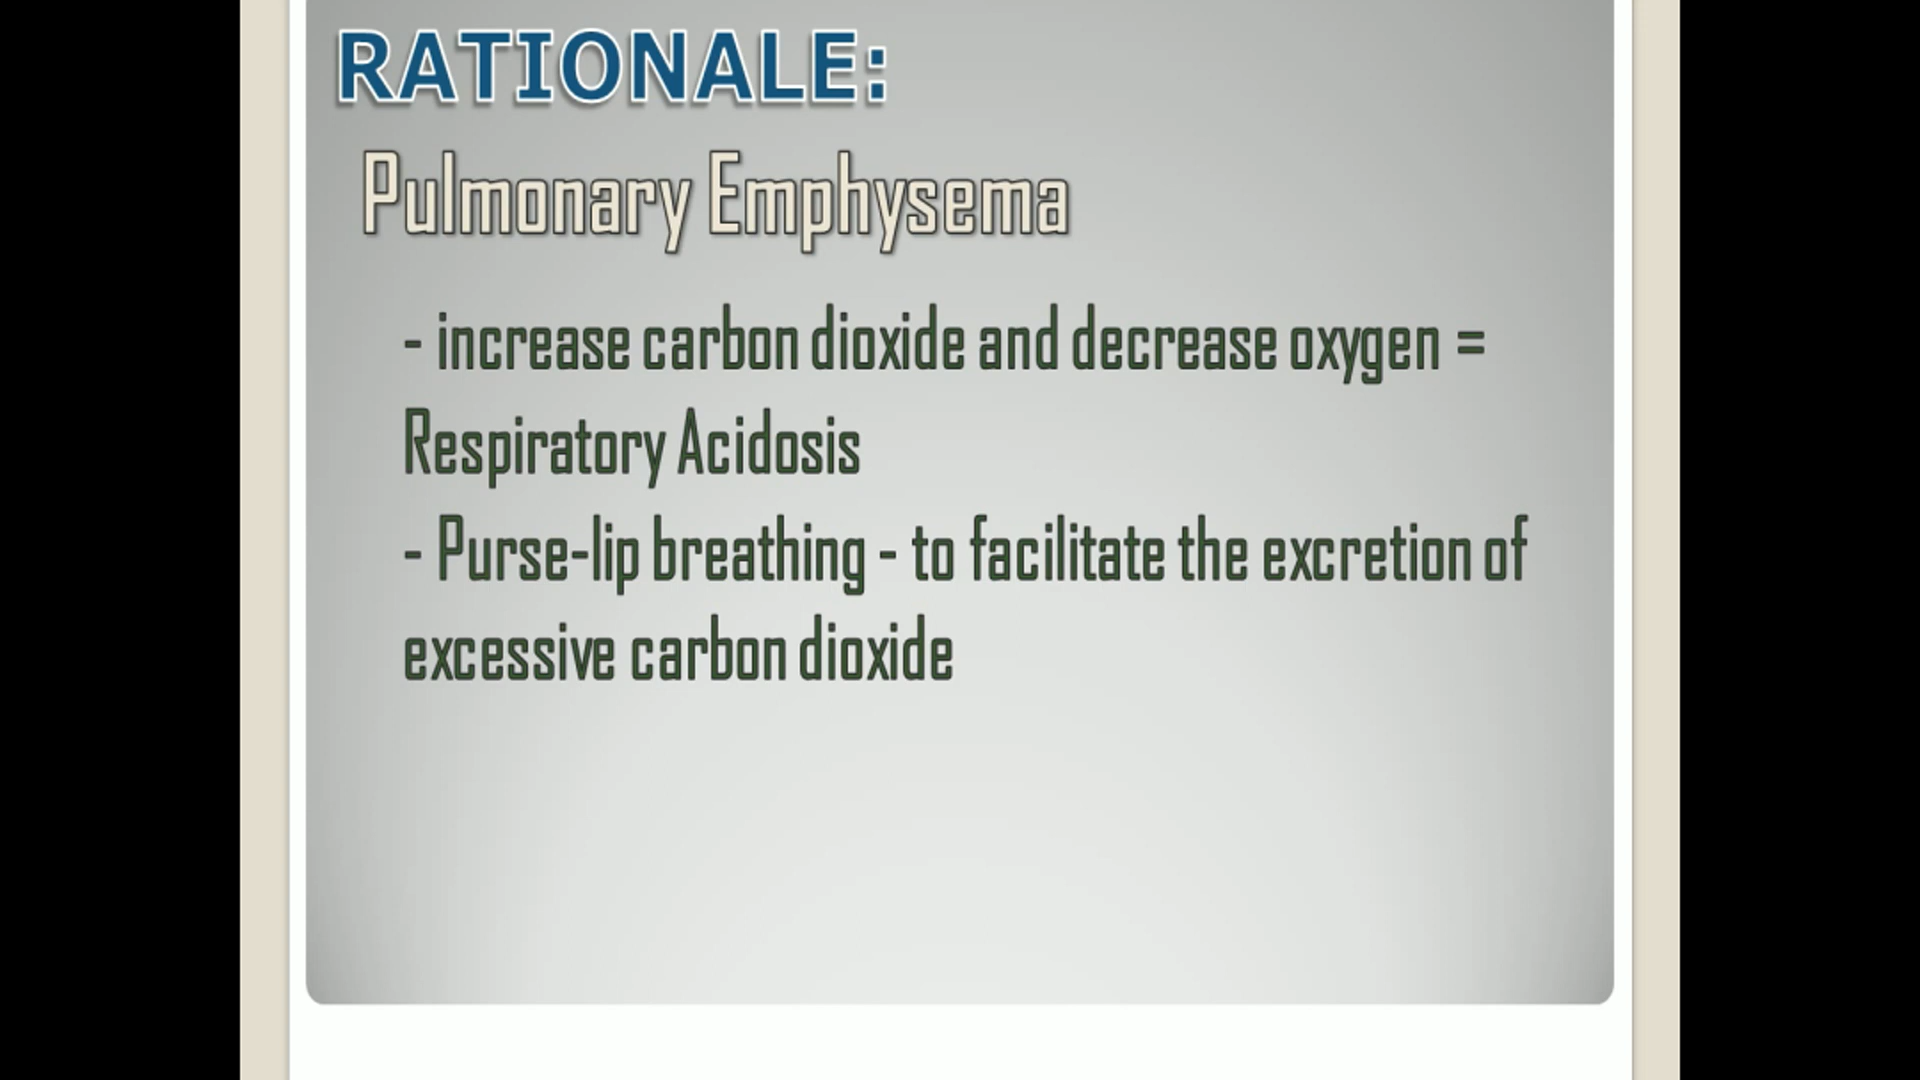 RATIONALE:
Pulmonary Emphysema
- increase carbon dioxide and decrease oxygen =
Respiratory Acidosis
- Purse-lip breathing - to facilitate the excretion of
excessive carbon dioxide